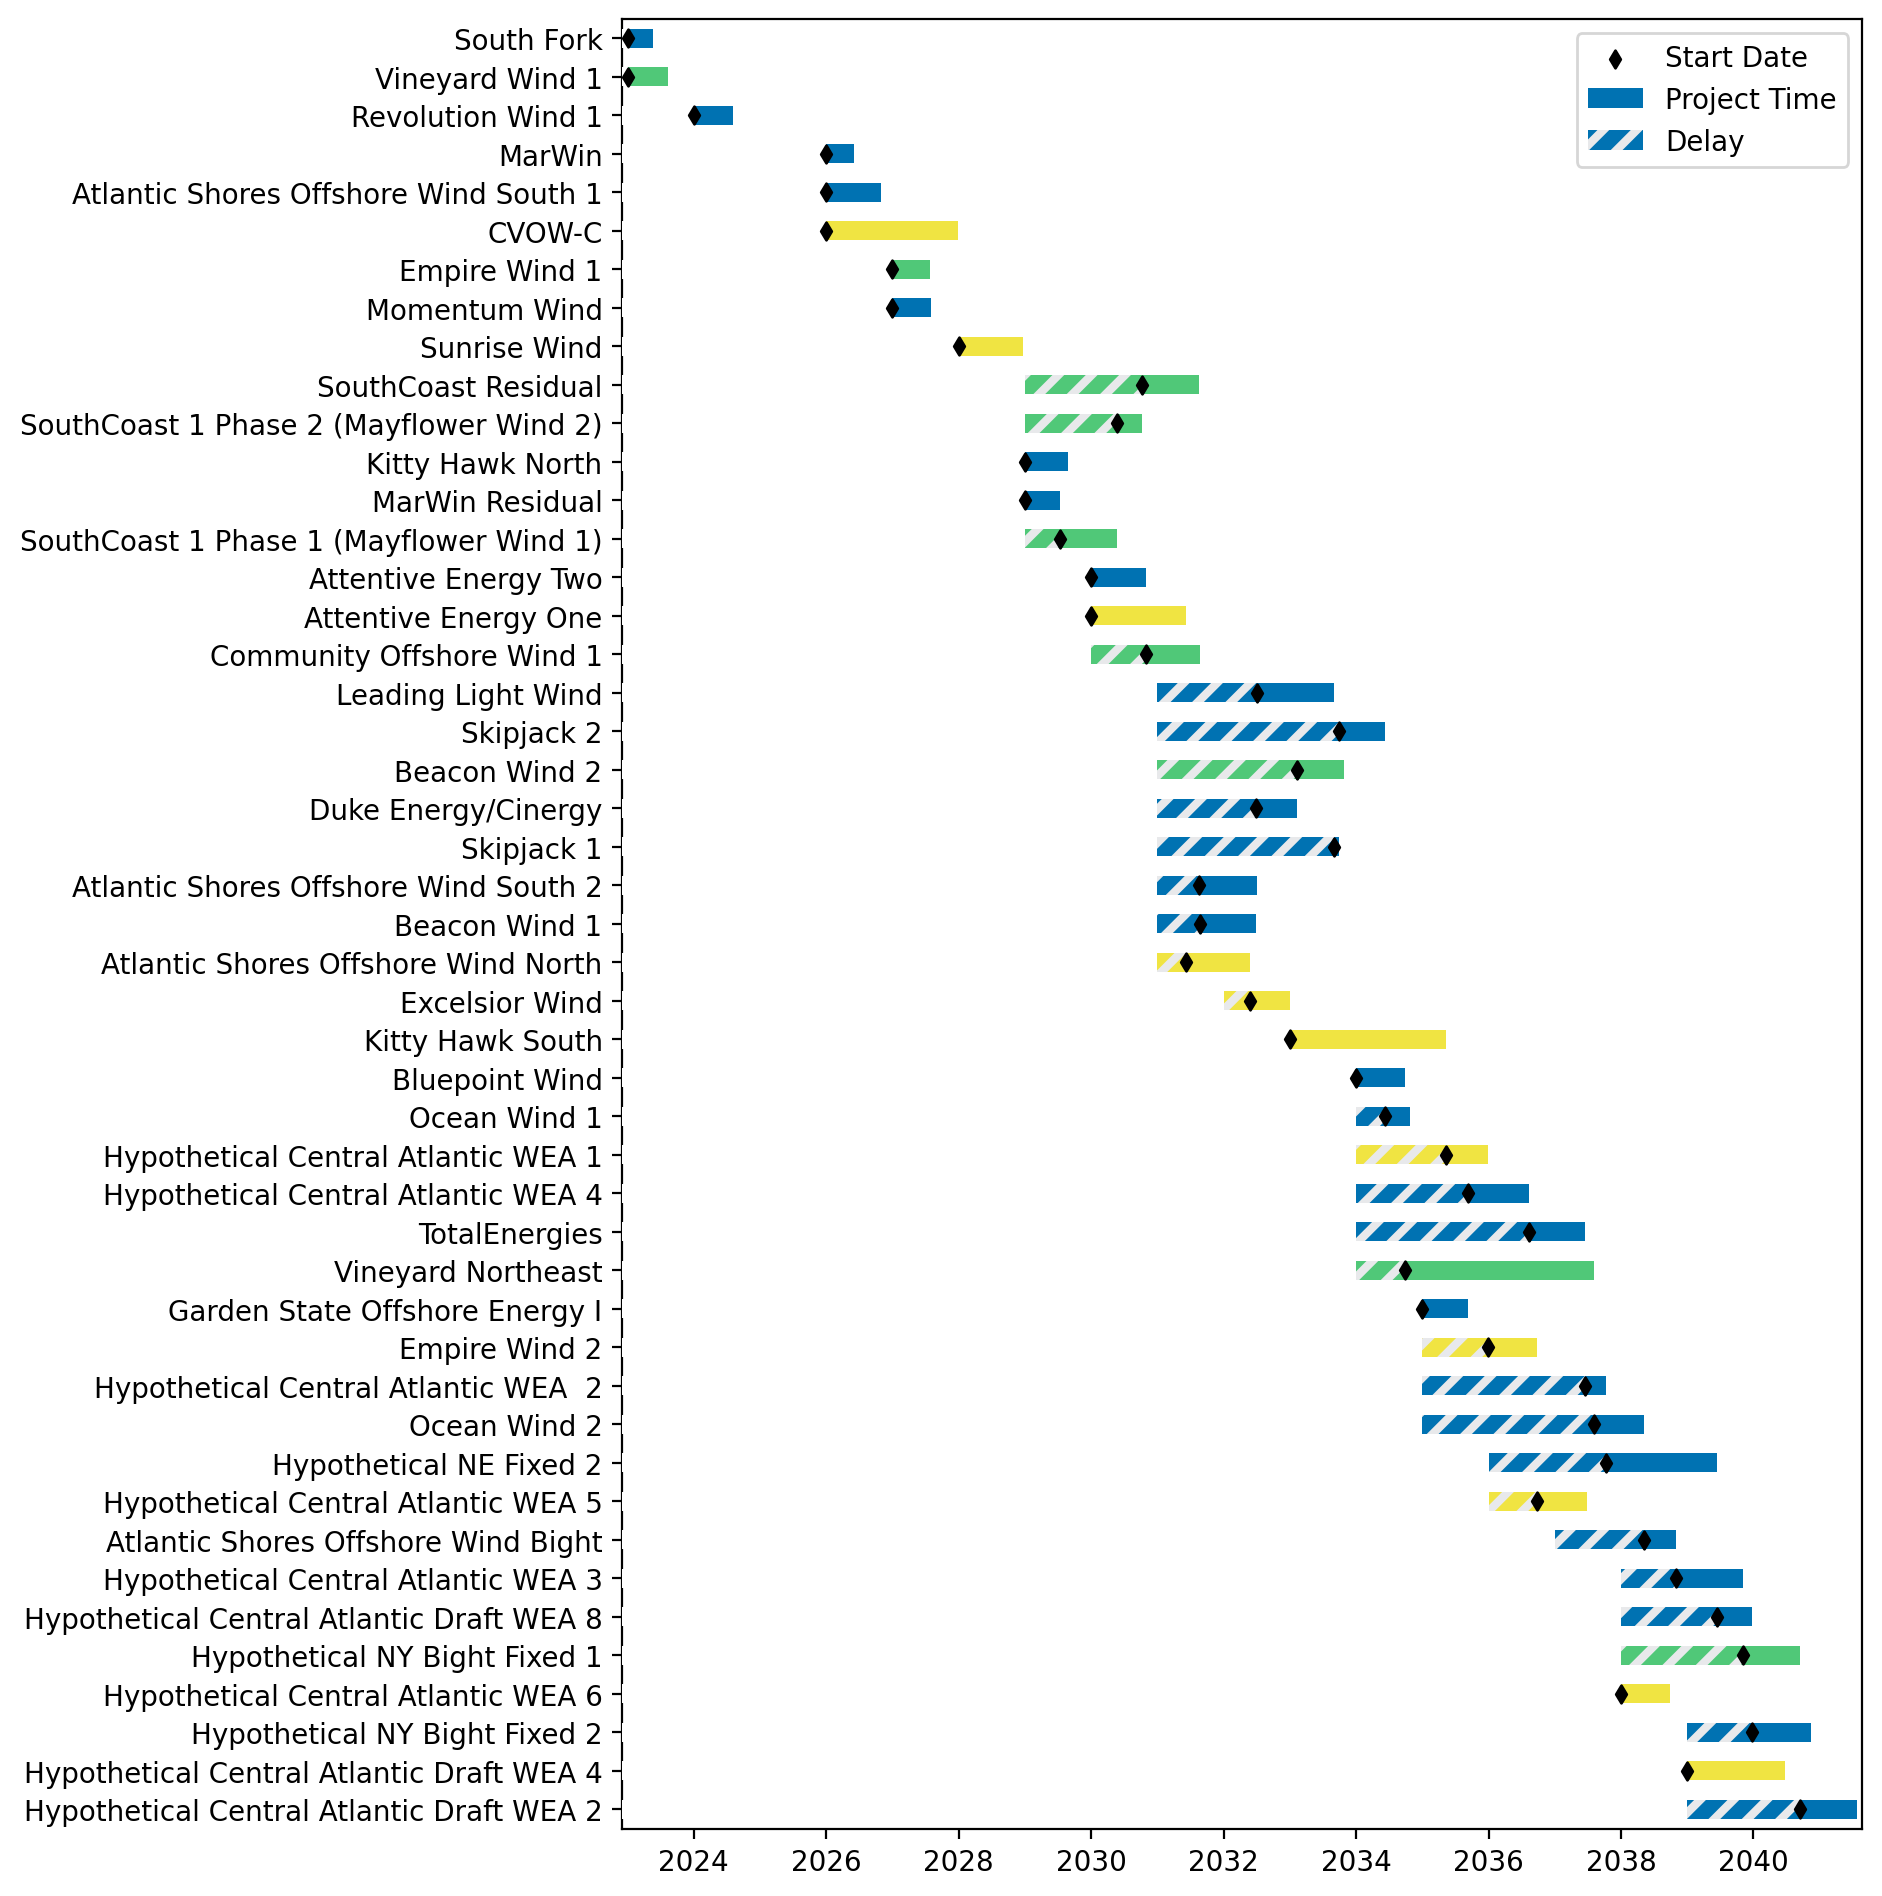 South Fork
Vineyard Wind 1
Revolution Wind 1
MarWin
Atlantic Shores Offshore Wind South 1
CVOW-C
Empire Wind 1
Momentum Wind
Sunrise Wind
SouthCoast Residual
SouthCoast 1 Phase 2 (Mayflower Wind 2)
Kitty Hawk North
MarWin Residual
SouthCoast 1 Phase 1 (Mayflower Wind 1)
Attentive Energy Two
Attentive Energy One
Community Offshore Wind 1
Leading Light Wind
Skipjack 2
Beacon Wind 2
Duke Energy/Cinergy
Skipjack 1
Atlantic Shores Offshore Wind South 2
Beacon Wind 1
Atlantic Shores Offshore Wind North
Excelsior Wind
Kitty Hawk South
Bluepoint Wind
Ocean Wind 1
Hypothetical Central Atlantic WEA 1
Hypothetical Central Atlantic WEA 4
TotalEnergies
Vineyard Northeast
Garden State Offshore Energy I
Empire Wind 2
Hypothetical Central Atlantic WEA  2
Ocean Wind 2
Hypothetical NE Fixed 2
Hypothetical Central Atlantic WEA 5
Atlantic Shores Offshore Wind Bight
Hypothetical Central Atlantic WEA 3
Hypothetical Central Atlantic Draft WEA 8
Hypothetical NY Bight Fixed 1
Hypothetical Central Atlantic WEA 6
Hypothetical NY Bight Fixed 2
Hypothetical Central Atlantic Draft WEA 4
Hypothetical Central Atlantic Draft WEA 2
Start Date
Project Time
Delay
2024 2026 2028 2030 2032 2034 2036 2038 2040